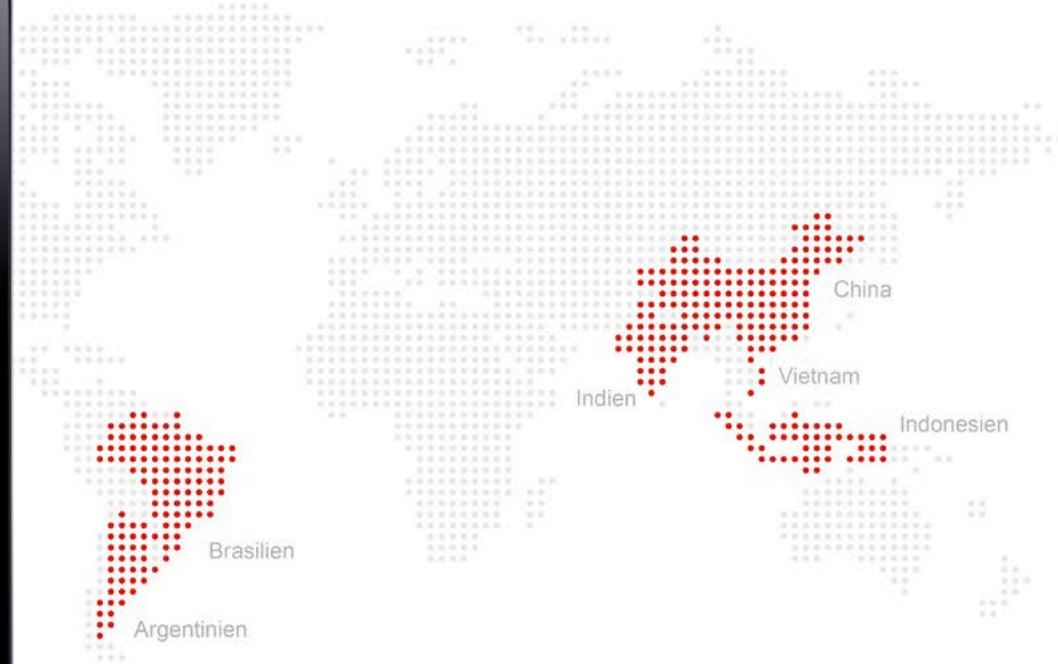 China
Vietnam
Indien
Indonesien
Brasilien
Argentinien